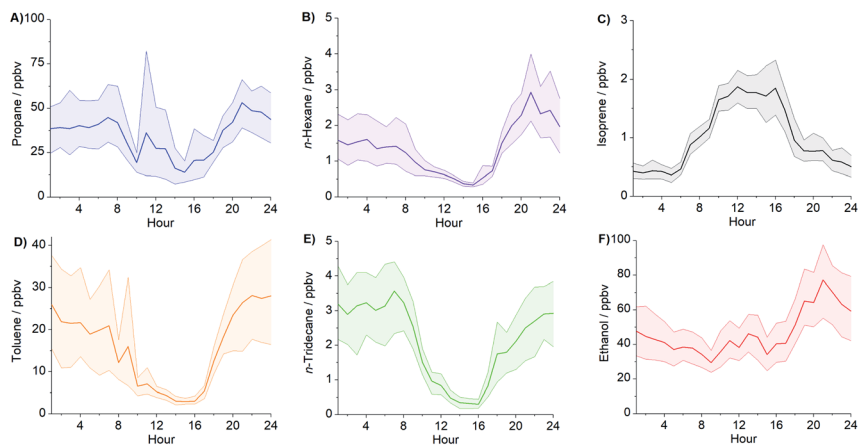 A)
Propane / ppbv
100
75
50
25
0
4 8 12 16 20 24
Hour
B)
n-Hexane / ppbv
5
4
3
2
1
0
4 8 12 16 20 24
Hour
C)
Isoprene / ppbv
3
2
1
0
4 8 12 16 20 24
Hour
D)
Toluene / ppbv
40
30
20
10
0
4 8 12 16 20 24
Hour
E)
n-Tridecane / ppbv
5
4
3
2
1
0
4 8 12 16 20 24
Hour
F)
Ethanol / ppbv
100
80
60
40
20
0
4 8 12 16 20 24
Hour